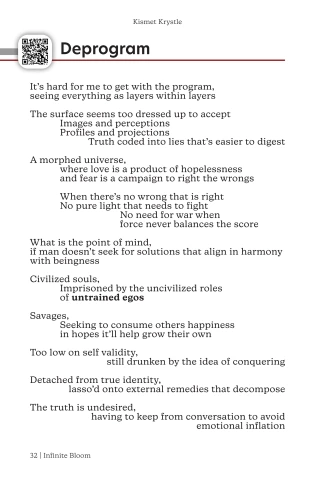 Kismet Krystle
Deprogram
It's hard for me to get with the program,
seeing everything as layers within layers
The surface seems too dressed up to accept
Images and perceptions
Profiles and projections
Truth coded into lies that's easier to digest
A morphed universe,
where love is a product of hopelessness
and fear is a campaign to right the wrongs
When there's no wrong that is right
No pure light that needs to fight
No need for war when
force never balances the score
What is the point of mind,
if man doesn't seek for solutions that align in harmony
with beingness
Civilized souls,
Imprisoned by the uncivilized roles
of untrained egos
Savages,
Seeking to consume others happiness
in hopes it'll help grow their own
Too low on self validity,
still drunken by the idea of conquering
Detached from true identity,
lasso'd onto external remedies that decompose
The truth is undesired,
having to keep from conversation to avoid
emotional inflation
32 | Infinite Bloom